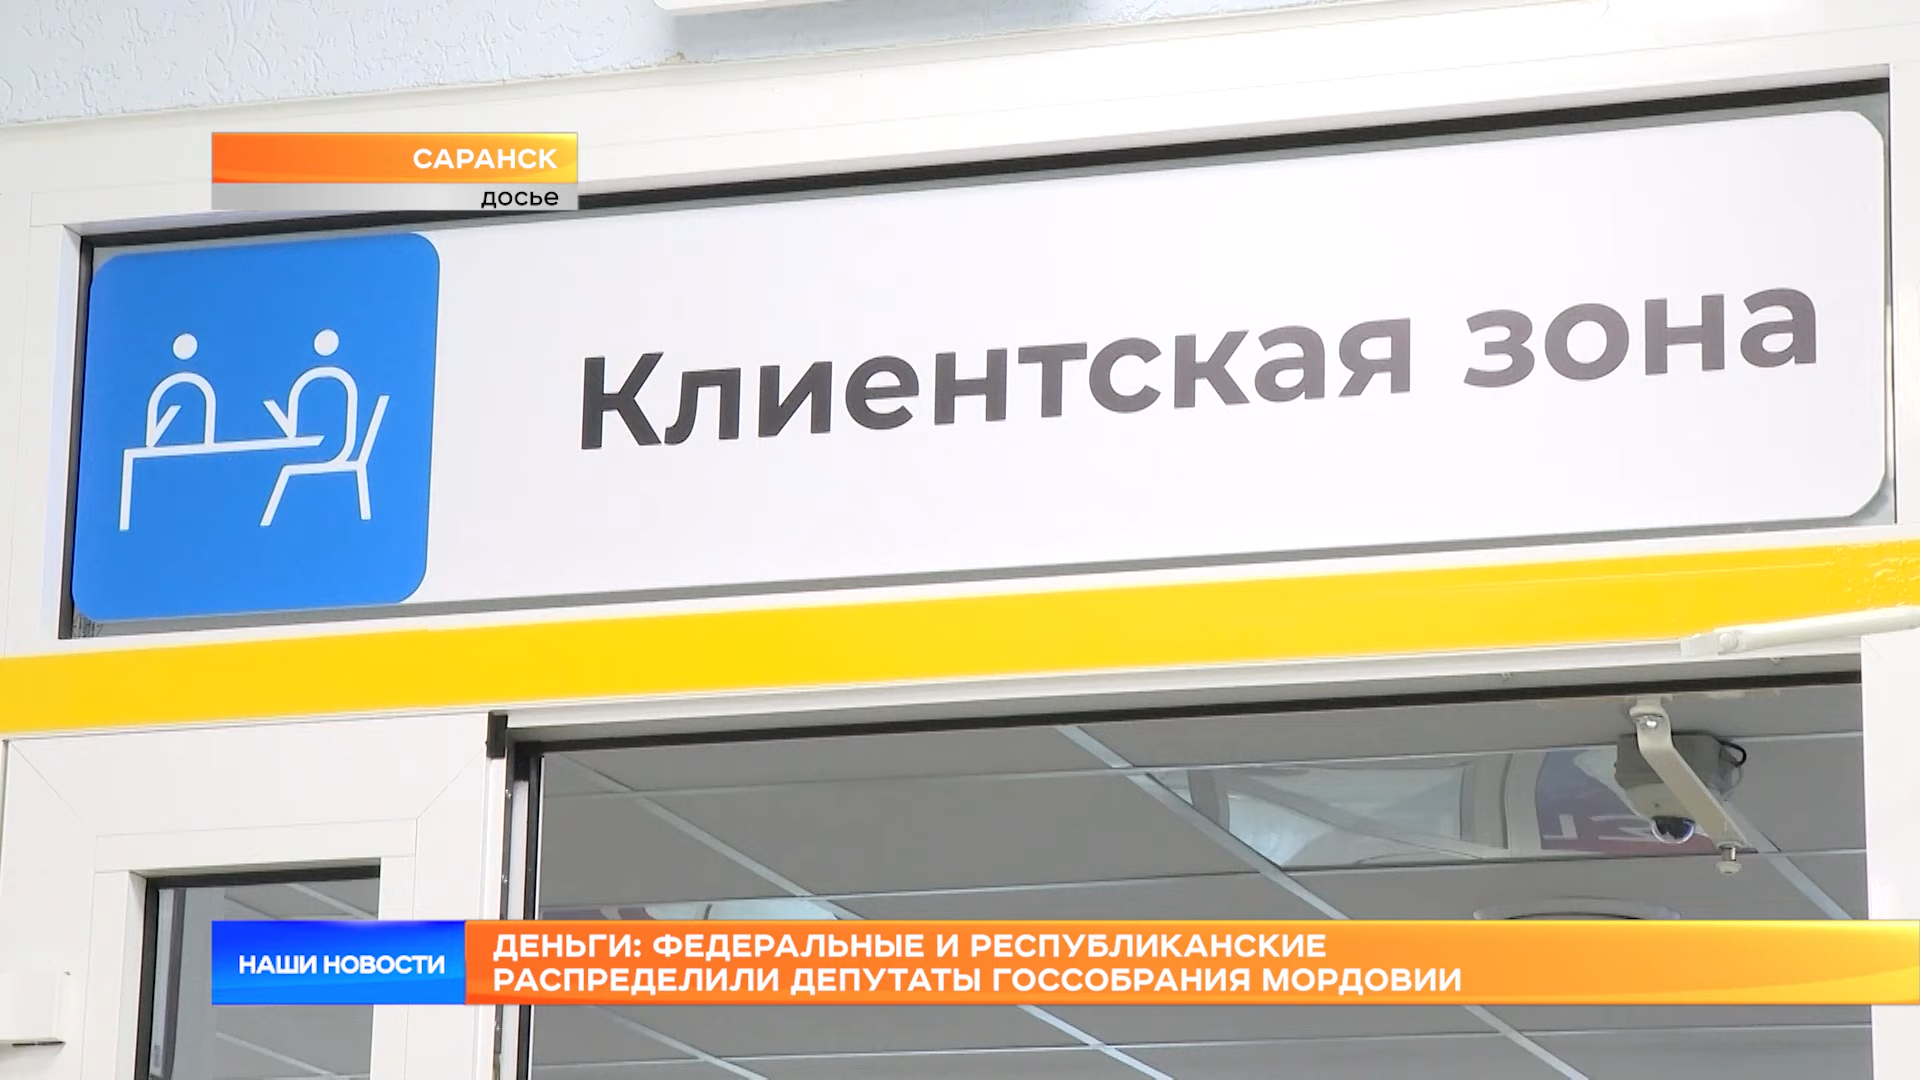 САРАНСК
досье
Клиентская зона
НАШИ НОВОСТИ
ДЕНЬГИ: ФЕДЕРАЛЬНЫЕ И РЕСПУБЛИКАНСКИЕ
РАСПРЕДЕЛИЛИ ДЕПУТАТЫ ГОССОБРАНИЯ МОРДОВИИ